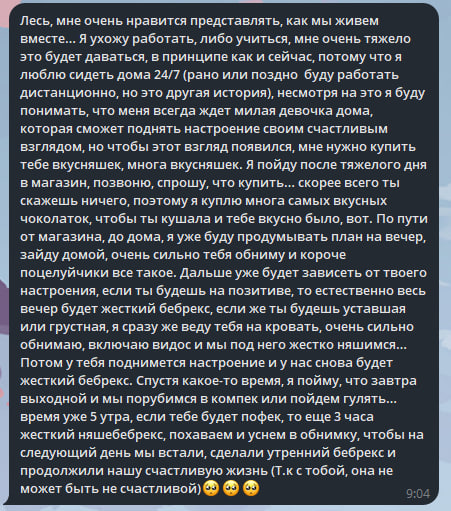 Лесь, мне очень нравится представлять, как мы живем
вместе... Я ухожу работать, либо учиться, мне очень тяжело
это будет даваться, в принципе как и сейчас, потому что я
люблю сидеть дома 24/7 (рано или поздно  буду работать
дистанционно, но это другая история), несмотря на это я буду
понимать, что меня всегда ждет милая девочка дома,
которая сможет поднять настроение своим счастливым
взглядом, но чтобы этот взгляд появился, мне нужно купить
тебе вкусняшек, многа вкусняшек. Я пойду после тяжелого дня
в магазин, позвоню, спрошу, что купить... скорее всего ты
скажешь ничего, поэтому я куплю многа самых вкусных
чоколаток, чтобы ты кушала и тебе вкусно было, вот. По пути
от магазина, до дома, я уже буду продумывать план на вечер,
зайду домой, очень сильно тебя обниму и короче
поцелуйчики все такое. Дальше уже будет зависеть от твоего
настроения, если ты будешь на позитиве, то естественно весь
вечер будет жесткий бебрекс, если же ты будешь уставшая
или грустная, я сразу же веду тебя на кровать, очень сильно
обнимаю, включаю видос и мы под него жестко няшимся...
Потом у тебя поднимется настроение и у нас снова будет
жесткий бебрекс. Спустя какое-то время, я пойму, что завтра
выходной и мы порубимся в компек или пойдем гулять...
время уже 5 утра, если тебе будет пофек, то еще 3 часа
жесткий няшебебрекс, похаваем и уснем в обнимку, чтобы на
следующий день мы встали, сделали утренний бебрекс и
продолжили нашу счастливую жизнь (Т.к с тобой, она не
может быть не счастливой)🥺🥺🥺
9:04